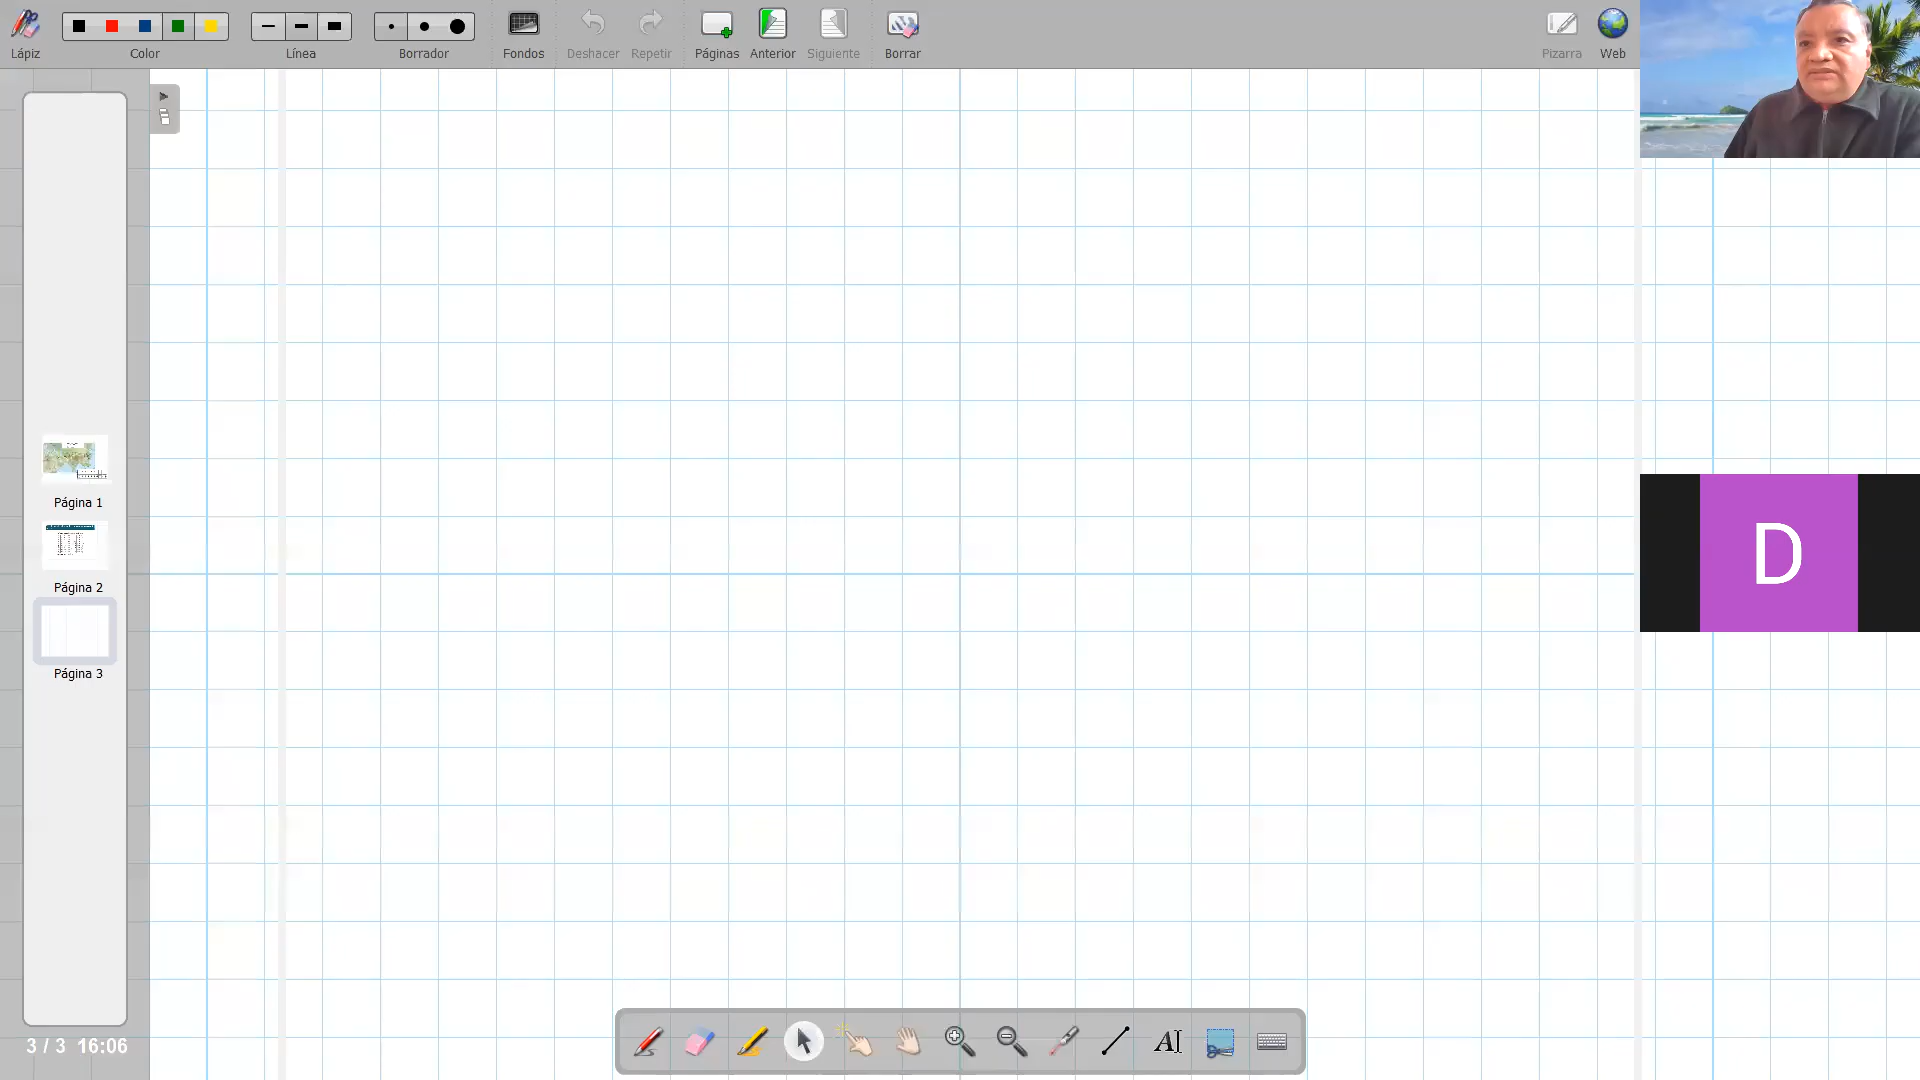 Lápiz
Color
Línea
Borrador
Fondos
Deshacer
Repetir
Páginas
Anterior
Siguiente
Borrar
Pizarra
Web
Página 1
Página 2
Página 3
D
3 / 3 16:06
AI